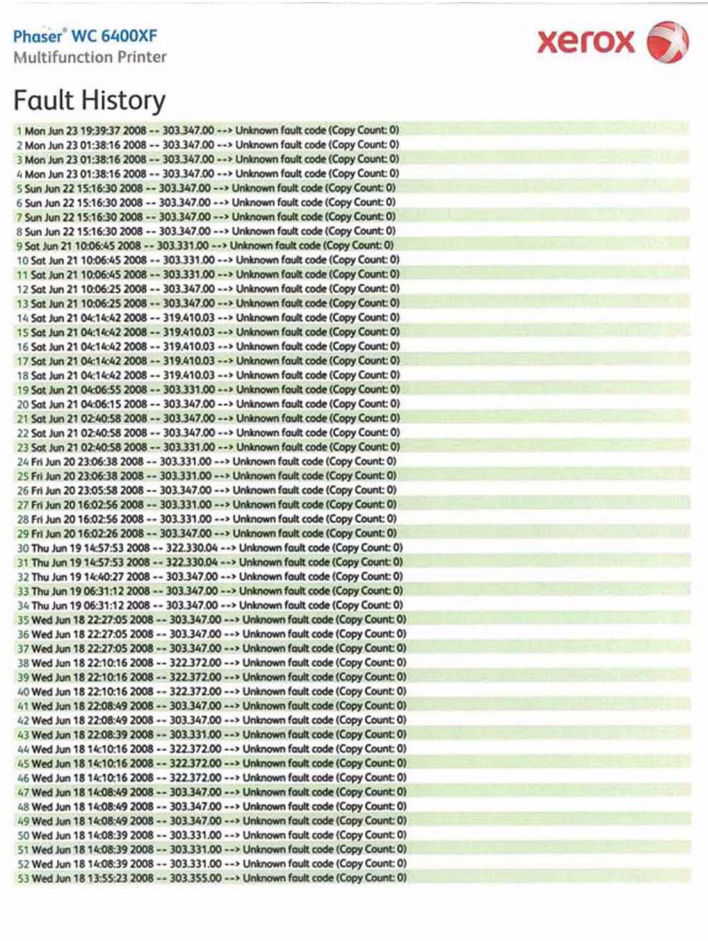 Phaser® WC 6400XF
Multifunction Printer
xerox
Fault History
1 Mon Jun 23 19:39:37 2008 -- 303.347.00 --> Unknown fault code (Copy Count: 0)
2 Mon Jun 23 01:38:16 2008 -- 303.347.00 --> Unknown fault code (Copy Count: 0)
3 Mon Jun 23 01:38:16 2008 -- 303.347.00 --> Unknown fault code (Copy Count: 0)
4 Mon Jun 23 01:38:16 2008 -- 303.347.00 --> Unknown fault code (Copy Count: 0)
5 Sun Jun 22 15:16:30 2008 -- 303.347.00 --> Unknown fault code (Copy Count: 0)
6 Sun Jun 22 15:16:30 2008 -- 303.347.00 --> Unknown fault code (Copy Count: 0)
7 Sun Jun 22 15:16:30 2008 -- 303.347.00 --> Unknown fault code (Copy Count: 0)
8 Sun Jun 22 15:16:30 2008 -- 303.347.00 --> Unknown fault code (Copy Count: 0)
9 Sat Jun 21 10:06:45 2008 -- 303.331.00 --> Unknown fault code (Copy Count: 0)
10 Sat Jun 21 10:06:45 2008 -- 303.331.00 --> Unknown fault code (Copy Count: 0)
11 Sat Jun 21 10:06:45 2008 -- 303.331.00 --> Unknown fault code (Copy Count: 0)
12 Sat Jun 21 10:06:25 2008 -- 303.347.00 --> Unknown fault code (Copy Count: 0)
13 Sat Jun 21 10:06:25 2008 -- 303.347.00 --> Unknown fault code (Copy Count: 0)
14 Sat Jun 21 04:14:42 2008 -- 319.410.03 --> Unknown fault code (Copy Count: 0)
15 Sat Jun 21 04:14:42 2008 -- 319.410.03 --> Unknown fault code (Copy Count: 0)
16 Sat Jun 21 04:14:42 2008 -- 319.410.03 --> Unknown fault code (Copy Count: 0)
17 Sat Jun 21 04:14:42 2008 -- 319.410.03 --> Unknown fault code (Copy Count: 0)
18 Sat Jun 21 04:14:42 2008 -- 319.410.03 --> Unknown fault code (Copy Count: 0)
19 Sat Jun 21 04:06:55 2008 -- 303.331.00 --> Unknown fault code (Copy Count: 0)
20 Sat Jun 21 04:06:15 2008 -- 303.347.00 --> Unknown fault code (Copy Count: 0)
21 Sat Jun 21 02:40:58 2008 -- 303.347.00 --> Unknown fault code (Copy Count: 0)
22 Sat Jun 21 02:40:58 2008 -- 303.347.00 --> Unknown fault code (Copy Count: 0)
23 Sat Jun 21 02:40:58 2008 -- 303.331.00 --> Unknown fault code (Copy Count: 0)
24 Fri Jun 20 23:06:38 2008 -- 303.331.00 --> Unknown fault code (Copy Count: 0)
25 Fri Jun 20 23:06:38 2008 -- 303.331.00 --> Unknown fault code (Copy Count: 0)
26 Fri Jun 20 23:05:58 2008 -- 303.347.00 --> Unknown fault code (Copy Count: 0)
27 Fri Jun 20 16:02:56 2008 -- 303.331.00 --> Unknown fault code (Copy Count: 0)
28 Fri Jun 20 16:02:56 2008 -- 303.331.00 --> Unknown fault code (Copy Count: 0)
29 Fri Jun 20 16:02:26 2008 -- 303.347.00 --> Unknown fault code (Copy Count: 0)
30 Thu Jun 19 14:57:53 2008 -- 322.330.04 --> Unknown fault code (Copy Count: 0)
31 Thu Jun 19 14:57:53 2008 -- 322.330.04 --> Unknown fault code (Copy Count: 0)
32 Thu Jun 19 14:40:27 2008 -- 303.347.00 --> Unknown fault code (Copy Count: 0)
33 Thu Jun 19 06:31:12 2008 -- 303.347.00 --> Unknown fault code (Copy Count: 0)
34 Thu Jun 19 06:31:12 2008 -- 303.347.00 --> Unknown fault code (Copy Count: 0)
35 Wed Jun 18 22:27:05 2008 -- 303.347.00 --> Unknown fault code (Copy Count: 0)
36 Wed Jun 18 22:27:05 2008 -- 303.347.00 --> Unknown fault code (Copy Count: 0)
37 Wed Jun 18 22:27:05 2008 -- 303.347.00 --> Unknown fault code (Copy Count: 0)
38 Wed Jun 18 22:10:16 2008 -- 322.372.00 --> Unknown fault code (Copy Count: 0)
39 Wed Jun 18 22:10:16 2008 -- 322.372.00 --> Unknown fault code (Copy Count: 0)
40 Wed Jun 18 22:10:16 2008 -- 322.372.00 --> Unknown fault code (Copy Count: 0)
41 Wed Jun 18 22:08:49 2008 -- 303.347.00 --> Unknown fault code (Copy Count: 0)
42 Wed Jun 18 22:08:49 2008 -- 303.347.00 --> Unknown fault code (Copy Count: 0)
43 Wed Jun 18 22:08:39 2008 -- 303.331.00 --> Unknown fault code (Copy Count: 0)
44 Wed Jun 18 14:10:16 2008 -- 322.372.00 --> Unknown fault code (Copy Count: 0)
45 Wed Jun 18 14:10:16 2008 -- 322.372.00 --> Unknown fault code (Copy Count: 0)
46 Wed Jun 18 14:10:16 2008 -- 322.372.00 --> Unknown fault code (Copy Count: 0)
47 Wed Jun 18 14:08:49 2008 -- 303.347.00 --> Unknown fault code (Copy Count: 0)
48 Wed Jun 18 14:08:49 2008 -- 303.347.00 --> Unknown fault code (Copy Count: 0)
49 Wed Jun 18 14:08:49 2008 -- 303.347.00 --> Unknown fault code (Copy Count: 0)
50 Wed Jun 18 14:08:39 2008 -- 303.331.00 --> Unknown fault code (Copy Count: 0)
51 Wed Jun 18 14:08:39 2008 -- 303.331.00 --> Unknown fault code (Copy Count: 0)
52 Wed Jun 18 14:08:39 2008 -- 303.331.00 --> Unknown fault code (Copy Count: 0)
53 Wed Jun 18 13:55:23 2008 -- 303.355.00 --> Unknown fault code (Copy Count: 0)